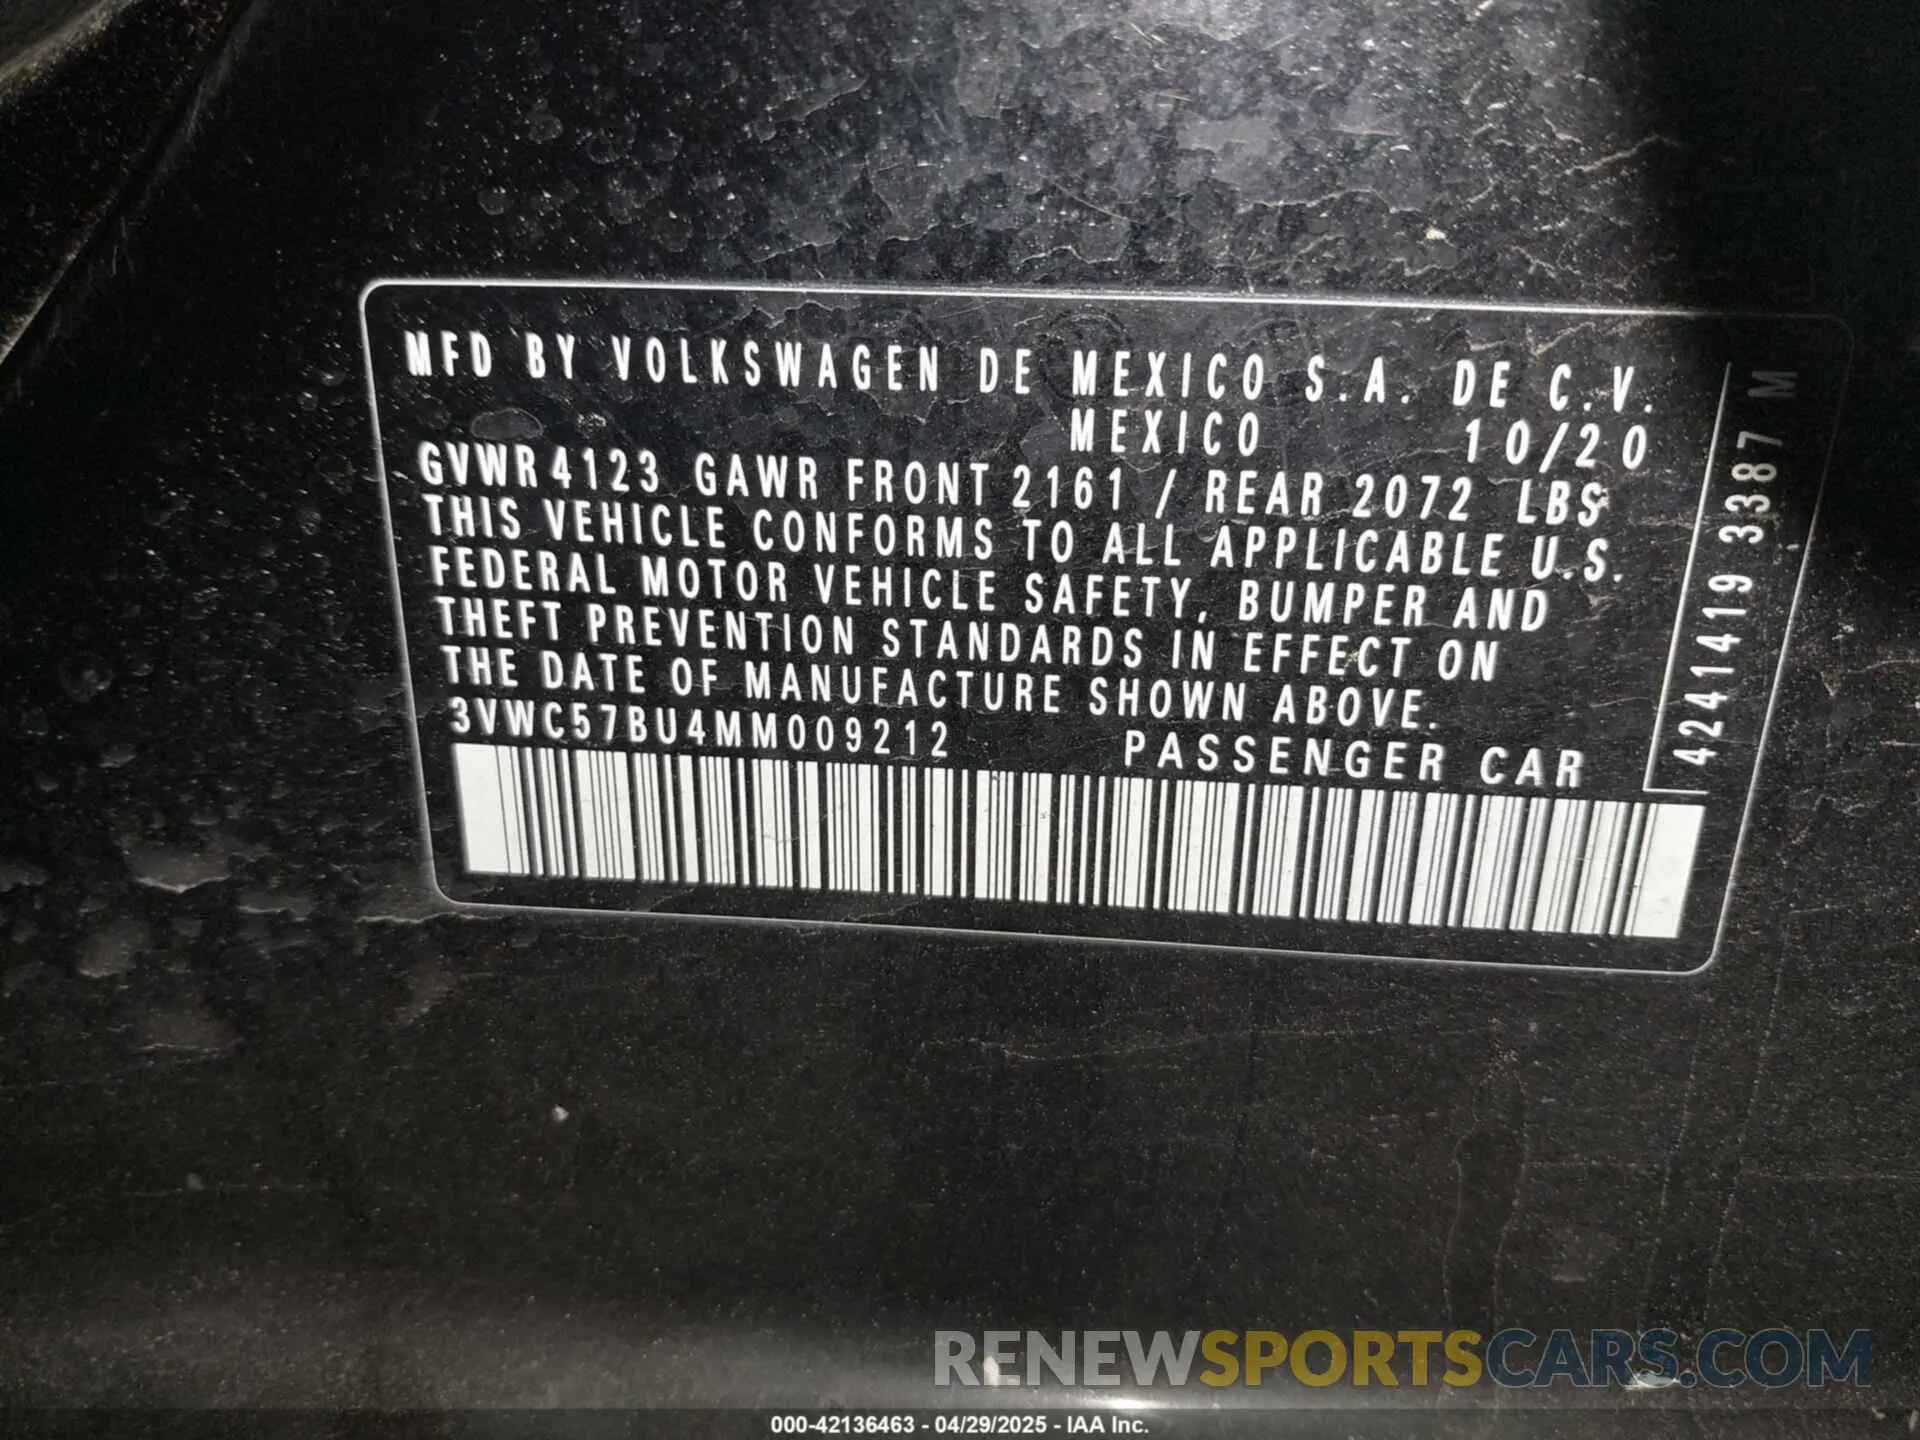 MFD BY VOLKSWAGEN DE MEXICO S.A. DE C.V.
MEXICO 10/20
GVWR 4123 GAWR FRONT 2161 / REAR 2072 LBS
THIS VEHICLE CONFORMS TO ALL APPLICABLE U.S.
FEDERAL MOTOR VEHICLE SAFETY, BUMPER AND
THEFT PREVENTION STANDARDS IN EFFECT ON
THE DATE OF MANUFACTURE SHOWN ABOVE.
3VWC57BU4MM009212 PASSENGER CAR
4241419 3387 M
RENEWSPORTSCARS.COM
000-42136463 - 04/29/2025 - IAA Inc.